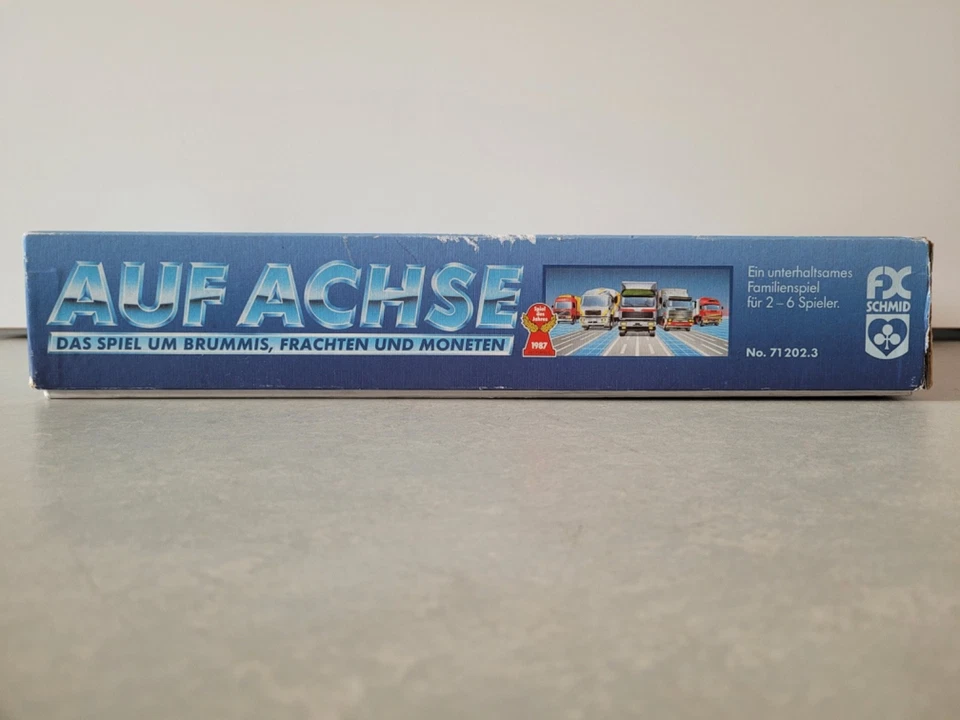 AUF ACHSE
DAS SPIEL UM BRUMMIS, FRACHTEN UND MONETEN
Spiel
des
Jahres
1987
Ein unterhaltsames
Familienspiel
für 2 – 6 Spieler.
No. 71 202.3
FX
SCHMID